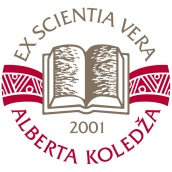 EX SCIENTIA VERA
2001
ALBERTA KOLEDŽA